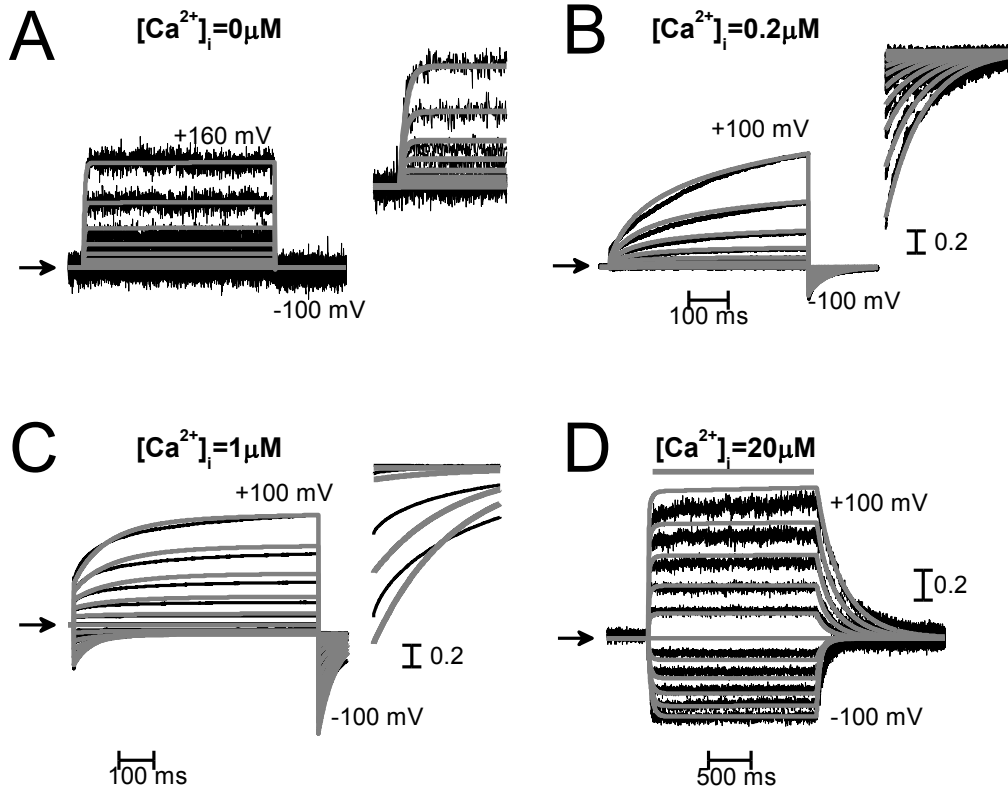 A
[Ca²⁺]ᵢ=0µM
+160 mV
-100 mV
B
[Ca²⁺]ᵢ=0.2µM
+100 mV
0.2
-100 mV
100 ms
C
[Ca²⁺]ᵢ=1µM
+100 mV
0.2
-100 mV
100 ms
D
[Ca²⁺]ᵢ=20µM
+100 mV
0.2
-100 mV
500 ms